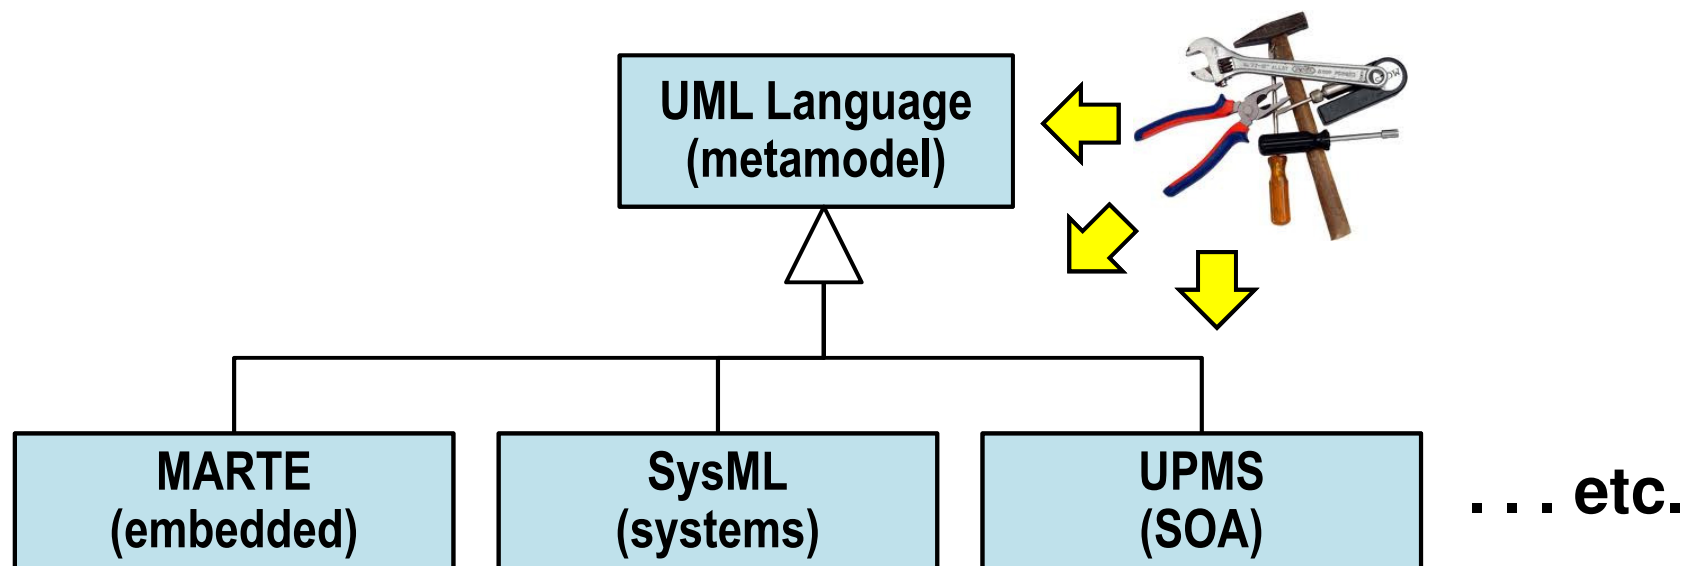 UML Language
(metamodel)
MARTE
(embedded)
SysML
(systems)
UPMS
(SOA)
. . . etc.